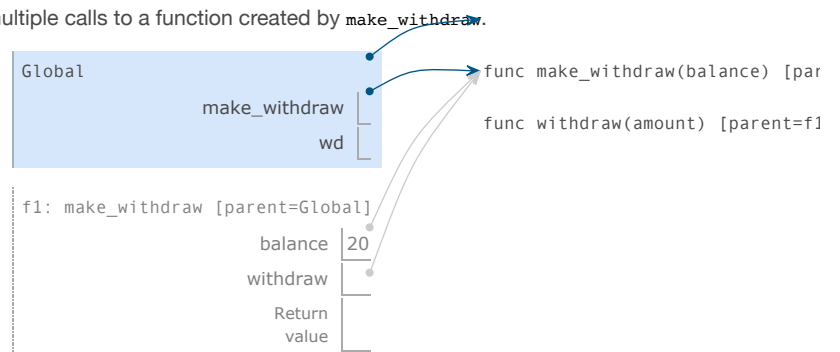 multiple calls to a function created by make_withdraw.
Global
func make_withdraw(balance) [par
make_withdraw
func withdraw(amount) [parent=f1
wd
f1: make_withdraw [parent=Global]
balance 20
withdraw
Return
value